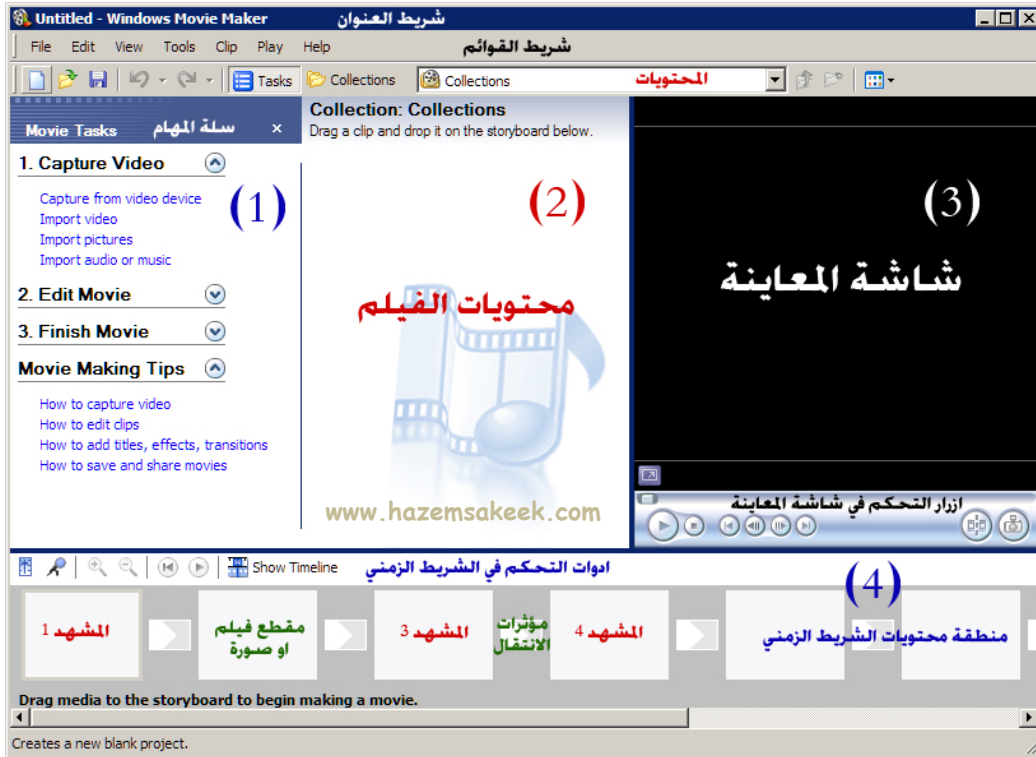 Untitled - Windows Movie Maker شريط العنوان
File Edit View Tools Clip Play Help شريط القوائم
Tasks Collections Collections المحتويات
Movie Tasks سلة المهام
Collection: Collections
Drag a clip and drop it on the storyboard below.
1. Capture Video
Capture from video device
Import video
Import pictures
Import audio or music
(1)
2. Edit Movie
3. Finish Movie
Movie Making Tips
How to capture video
How to edit clips
How to add titles, effects, transitions
How to save and share movies
(2)
محتويات الفيلم
www.hazemsakeek.com
(3)
شاشة المعاينة
ازرار التحكم في شاشة المعاينة
Show Timeline ادوات التحكم في الشريط الزمني
(4)
المشهد 1
مقطع فيلم
او صورة
المشهد 3
مؤثرات
الانتقال
المشهد 4
منطقة محتويات الشريط الزمني
Drag media to the storyboard to begin making a movie.
Creates a new blank project.